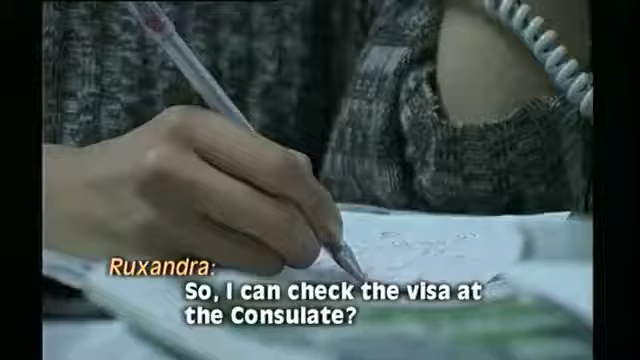 Ruxandra:
So, I can check the visa at
the Consulate?